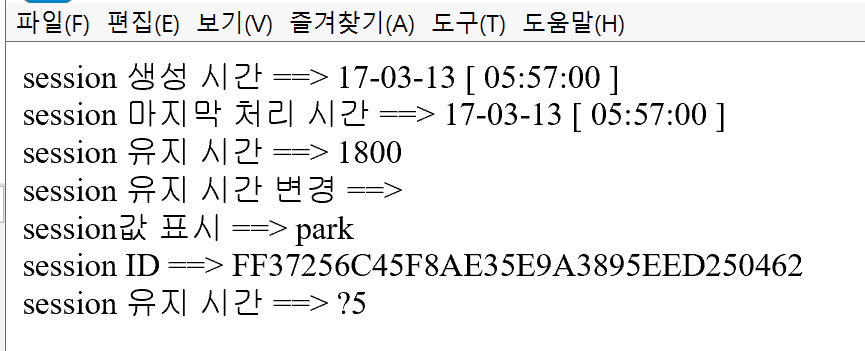 파일(F) 편집(E) 보기(V) 즐겨찾기(A) 도구(T) 도움말(H)
session 생성 시간 ==> 17-03-13 [ 05:57:00 ]
session 마지막 처리 시간 ==> 17-03-13 [ 05:57:00 ]
session 유지 시간 ==> 1800
session 유지 시간 변경 ==>
session값 표시 ==> park
session ID ==> FF37256C45F8AE35E9A3895EED250462
session 유지 시간 ==> ?5